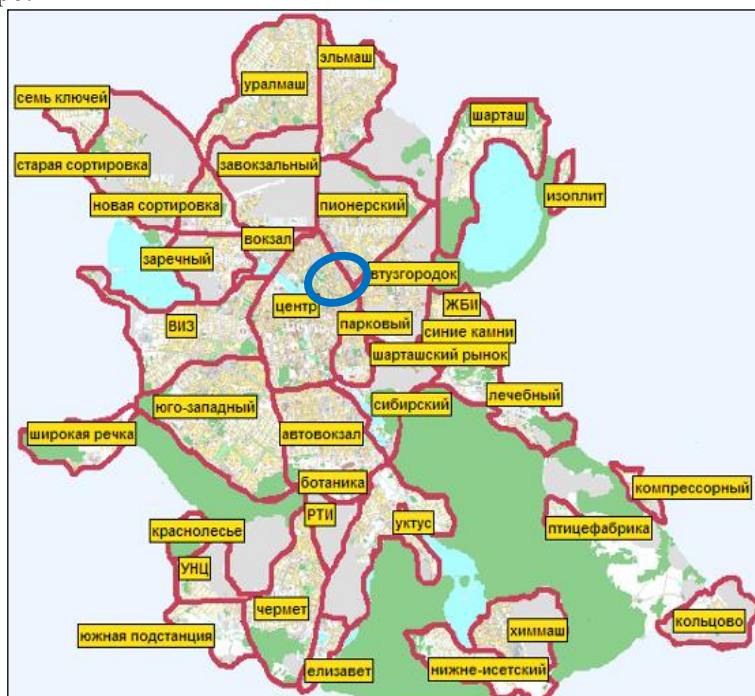 эльмаш
уралмаш
семь ключей
шарташ
старая сортировка
завокзальный
изоплит
новая сортировка
пионерский
вокзал
заречный
втузгородок
центр
ЖБИ
ВИЗ
парковый
синие камни
шарташский рынок
лечебный
юго-западный
сибирский
широкая речка
автовокзал
ботаника
компрессорный
РТИ
краснолесье
уктус
птицефабрика
УНЦ
чермет
южная подстанция
кольцово
химмаш
елизавет
нижне-исетский